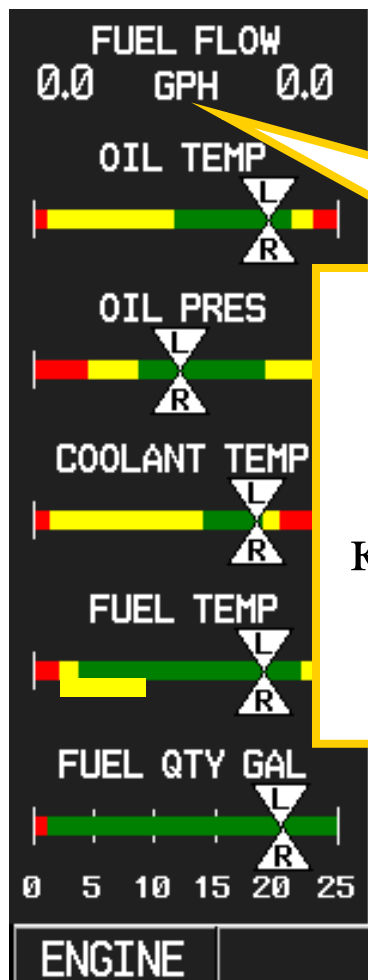 FUEL FLOW
0.0 GPH 0.0
OIL TEMP
L
R
OIL PRES
L
R
COOLANT TEMP
L
R
K
FUEL TEMP
L
R
FUEL QTY GAL
L
R
0 5 10 15 20 25
ENGINE